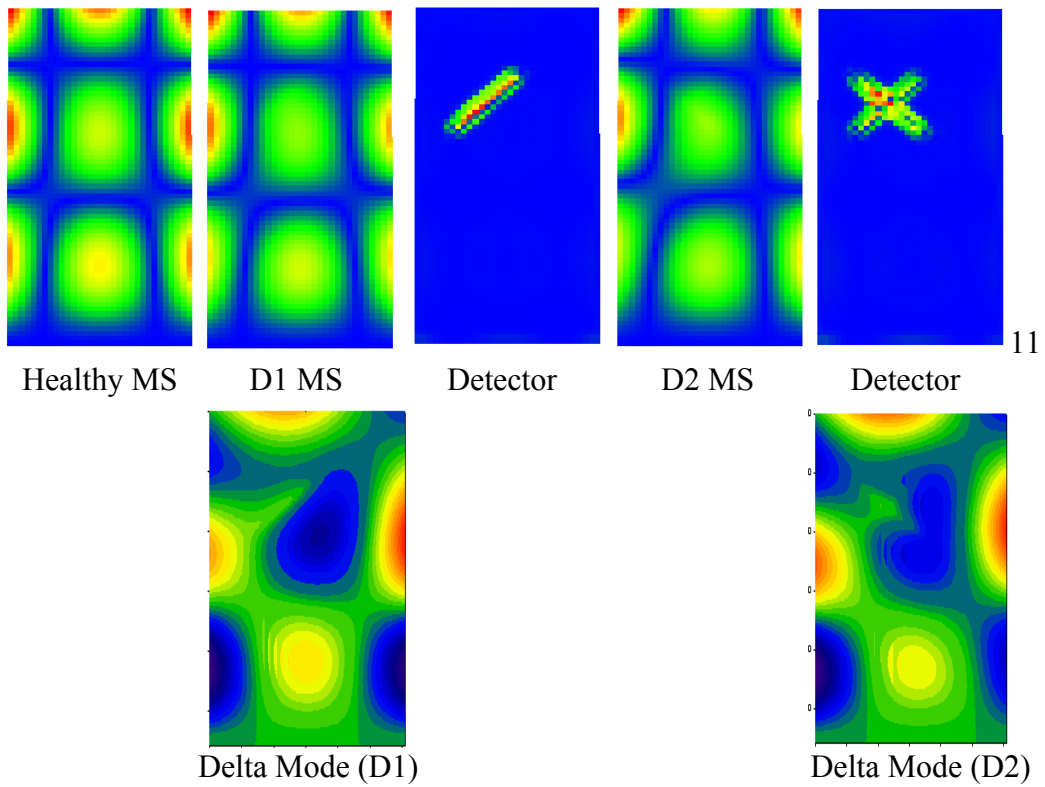 11
Healthy MS D1 MS Detector D2 MS Detector
Delta Mode (D1) Delta Mode (D2)